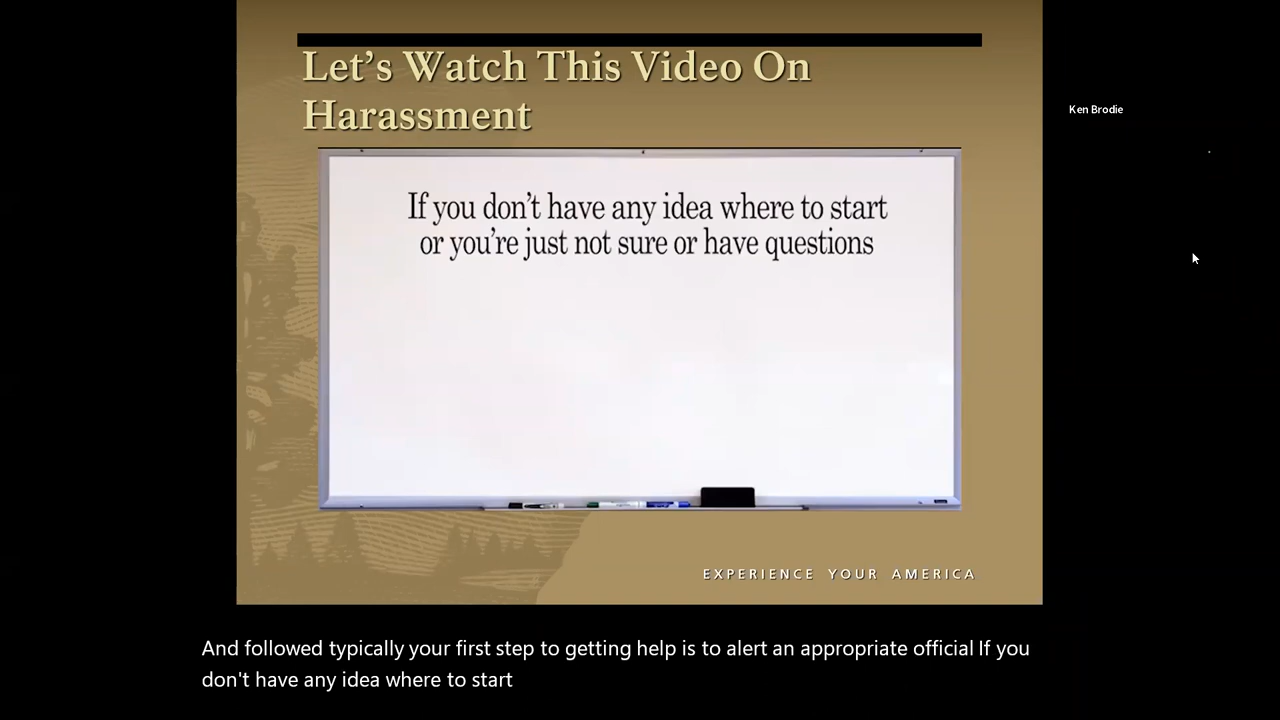 Let's Watch This Video On
Harassment
Ken Brodie
If you don't have any idea where to start
or you're just not sure or have questions
EXPERIENCE YOUR AMERICA
And followed typically your first step to getting help is to alert an appropriate official If you
don't have any idea where to start